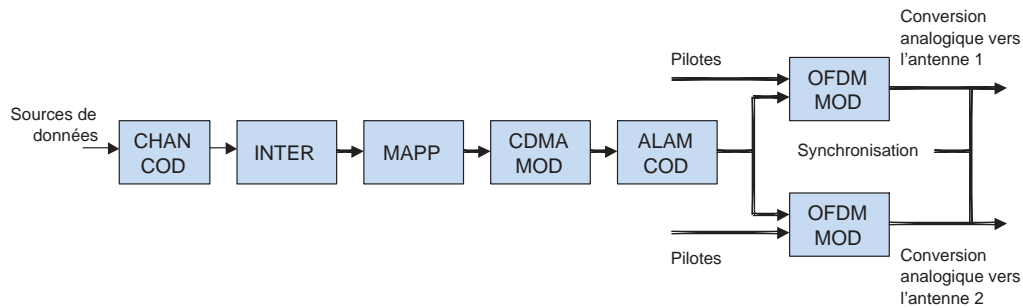 Conversion
analogique vers
l'antenne 1
Pilotes
OFDM
MOD
Sources de
données
CHAN
COD
INTER
MAPP
CDMA
MOD
ALAM
COD
Synchronisation
OFDM
MOD
Pilotes
Conversion
analogique vers
l'antenne 2